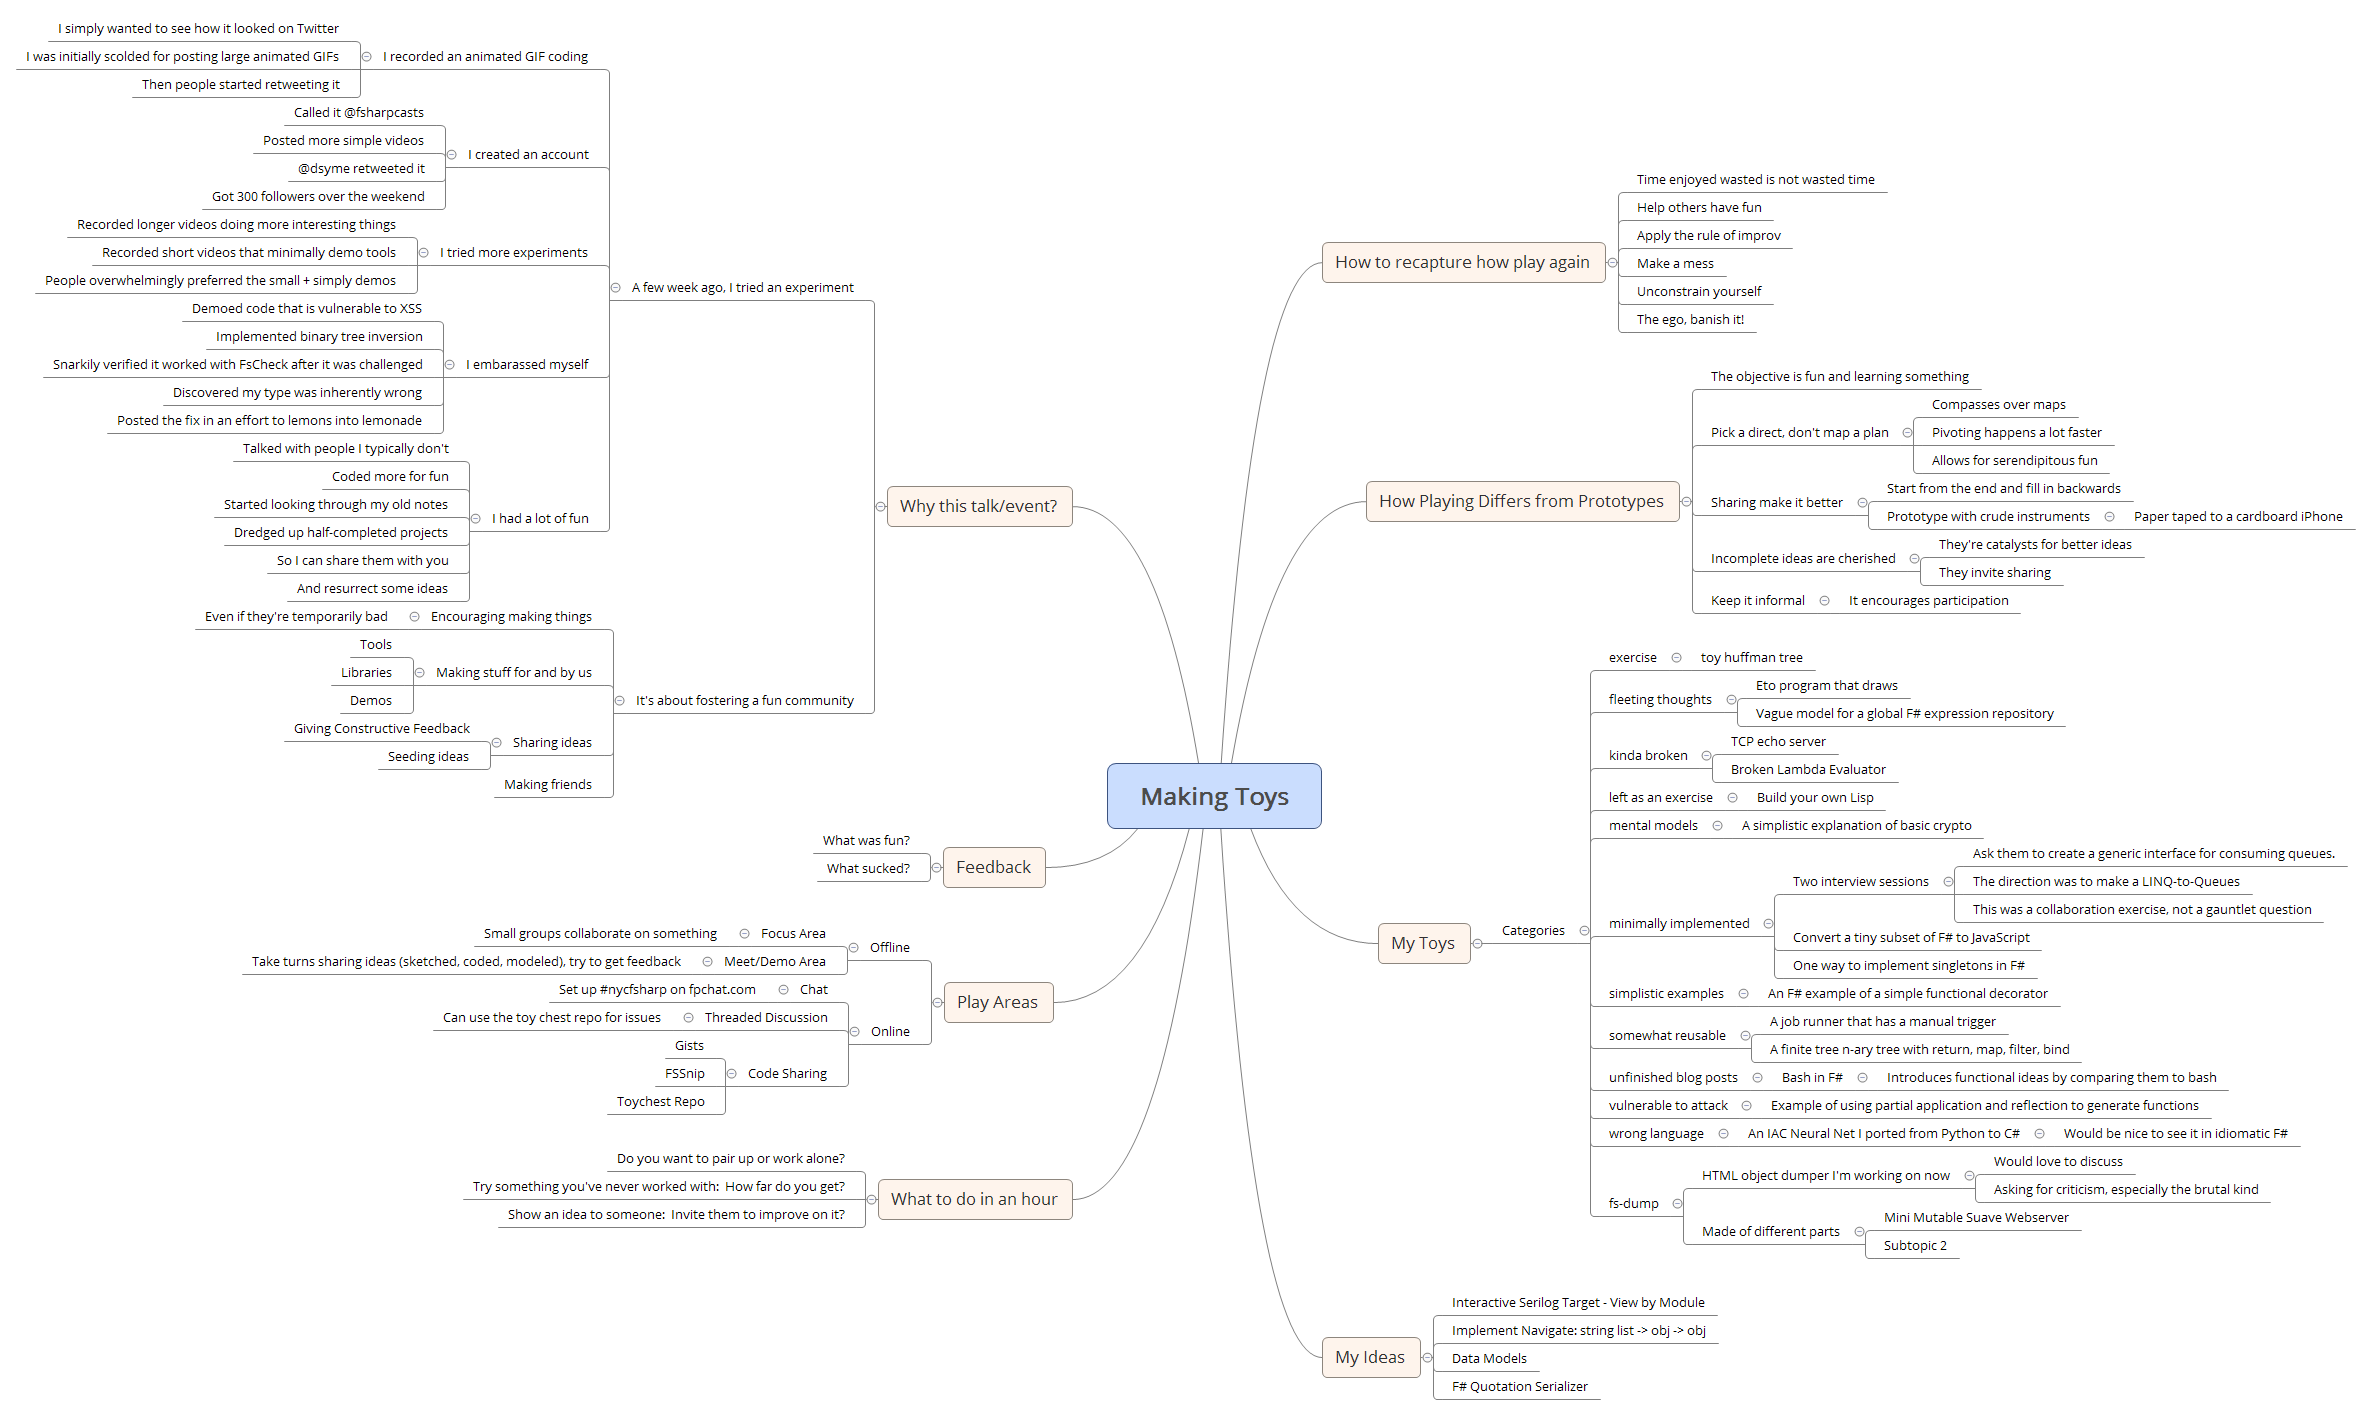 Making Toys
How to recapture how play again
Time enjoyed wasted is not wasted time
Help others have fun
Apply the rule of improv
Make a mess
Unconstrain yourself
The ego, banish it!
How Playing Differs from Prototypes
The objective is fun and learning something
Pick a direct, don't map a plan
Compasses over maps
Pivoting happens a lot faster
Allows for serendipitous fun
Sharing make it better
Start from the end and fill in backwards
Prototype with crude instruments
Paper taped to a cardboard iPhone
Incomplete ideas are cherished
They're catalysts for better ideas
They invite sharing
Keep it informal
It encourages participation
My Toys
Categories
exercise
toy huffman tree
fleeting thoughts
Eto program that draws
Vague model for a global F# expression repository
kinda broken
TCP echo server
Broken Lambda Evaluator
left as an exercise
Build your own Lisp
mental models
A simplistic explanation of basic crypto
minimally implemented
Two interview sessions
Ask them to create a generic interface for consuming queues.
The direction was to make a LINQ-to-Queues
This was a collaboration exercise, not a gauntlet question
Convert a tiny subset of F# to JavaScript
One way to implement singletons in F#
simplistic examples
An F# example of a simple functional decorator
somewhat reusable
A job runner that has a manual trigger
A finite tree n-ary tree with return, map, filter, bind
unfinished blog posts
Bash in F#
Introduces functional ideas by comparing them to bash
vulnerable to attack
Example of using partial application and reflection to generate functions
wrong language
An IAC Neural Net I ported from Python to C#
Would be nice to see it in idiomatic F#
fs-dump
HTML object dumper I'm working on now
Would love to discuss
Asking for criticism, especially the brutal kind
Made of different parts
Mini Mutable Suave Webserver
Subtopic 2
My Ideas
Interactive Serilog Target - View by Module
Implement Navigate: string list -> obj -> obj
Data Models
F# Quotation Serializer
Why this talk/event?
A few week ago, I tried an experiment
I recorded an animated GIF coding
I simply wanted to see how it looked on Twitter
I was initially scolded for posting large animated GIFs
Then people started retweeting it
I created an account
Called it @fsharpcasts
Posted more simple videos
@dsyme retweeted it
Got 300 followers over the weekend
I tried more experiments
Recorded longer videos doing more interesting things
Recorded short videos that minimally demo tools
People overwhelmingly preferred the small + simply demos
I embarassed myself
Demoed code that is vulnerable to XSS
Implemented binary tree inversion
Snarkily verified it worked with FsCheck after it was challenged
Discovered my type was inherently wrong
Posted the fix in an effort to lemons into lemonade
I had a lot of fun
Talked with people I typically don't
Coded more for fun
Started looking through my old notes
Dredged up half-completed projects
So I can share them with you
And resurrect some ideas
It's about fostering a fun community
Encouraging making things
Even if they're temporarily bad
Making stuff for and by us
Tools
Libraries
Demos
Sharing ideas
Giving Constructive Feedback
Seeding ideas
Making friends
Feedback
What was fun?
What sucked?
Play Areas
Offline
Focus Area
Small groups collaborate on something
Meet/Demo Area
Take turns sharing ideas (sketched, coded, modeled), try to get feedback
Online
Chat
Set up #nycfsharp on fpchat.com
Threaded Discussion
Can use the toy chest repo for issues
Code Sharing
Gists
FSSnip
Toychest Repo
What to do in an hour
Do you want to pair up or work alone?
Try something you've never worked with: How far do you get?
Show an idea to someone: Invite them to improve on it?